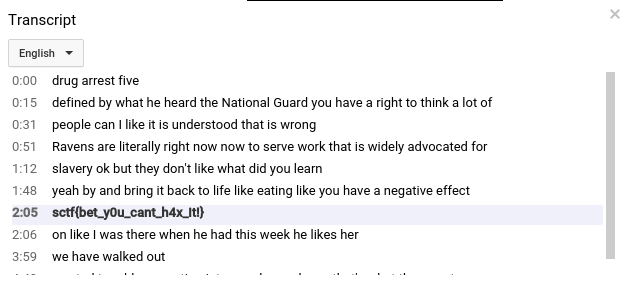 Transcript
English
0:00 drug arrest five
0:15 defined by what he heard the National Guard you have a right to think a lot of
0:31 people can I like it is understood that is wrong
0:51 Ravens are literally right now now to serve work that is widely advocated for
1:12 slavery ok but they don't like what did you learn
1:48 yeah by and bring it back to life like eating like you have a negative effect
2:05 sctf{bet_y0u_cant_h4x_It!}
2:06 on like I was there when he had this week he likes her
3:59 we have walked out